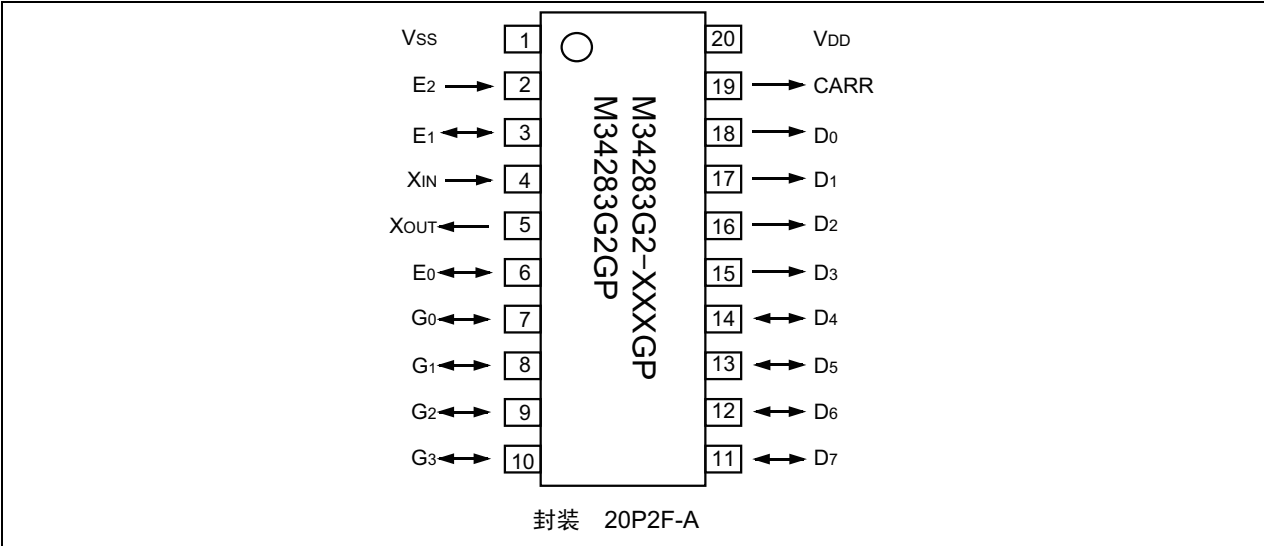 VSS 1 20 VDD
E2 2 19 CARR
E1 3 18 D0
XIN 4 17 D1
XOUT 5 16 D2
E0 6 15 D3
G0 7 14 D4
G1 8 13 D5
G2 9 12 D6
G3 10 11 D7
M34283G2-XXXGP
M34283G2GP
封装 20P2F-A